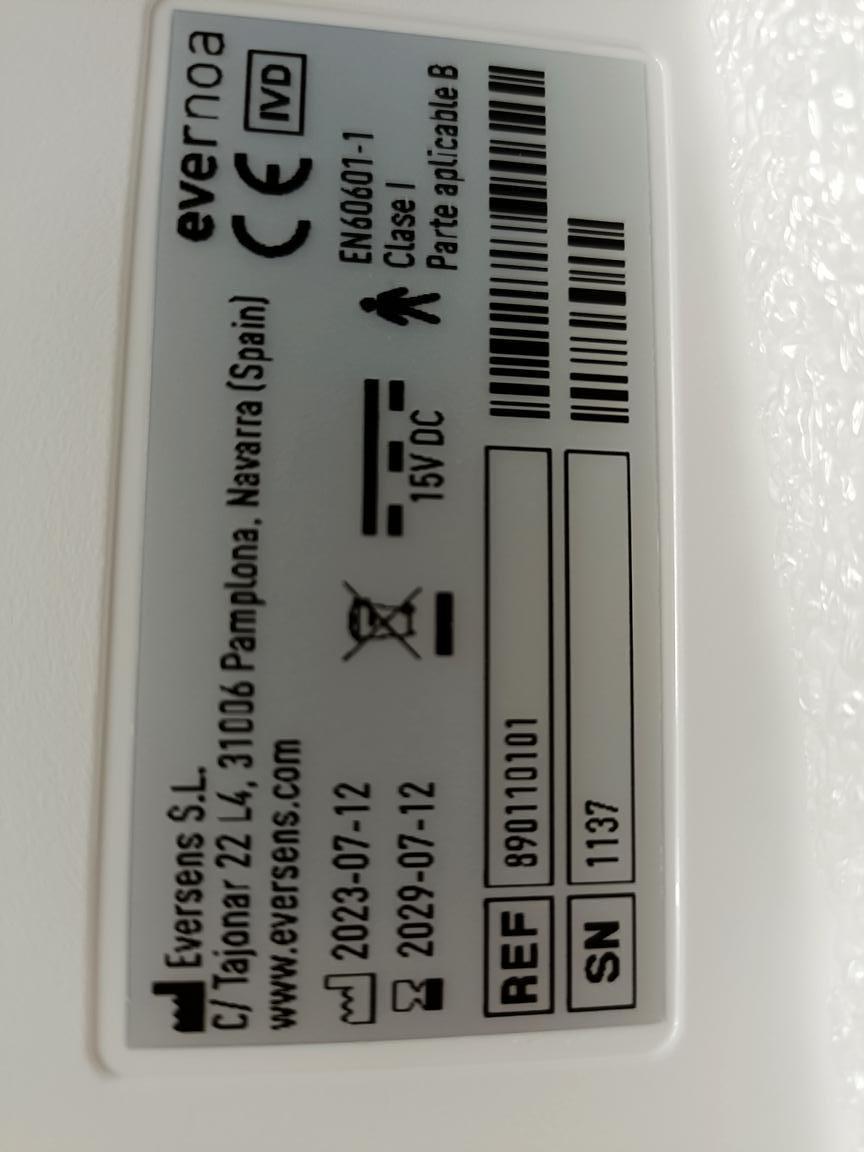 Eversens S.L.
C/ Tajonar 22 L4, 31006 Pamplona, Navarra (Spain)
www.eversens.com
evernoa
CE IVD
2023-07-12
2029-07-12
15V DC
EN60601-1
Clase I
Parte aplicable B
REF 890110101
SN 1137